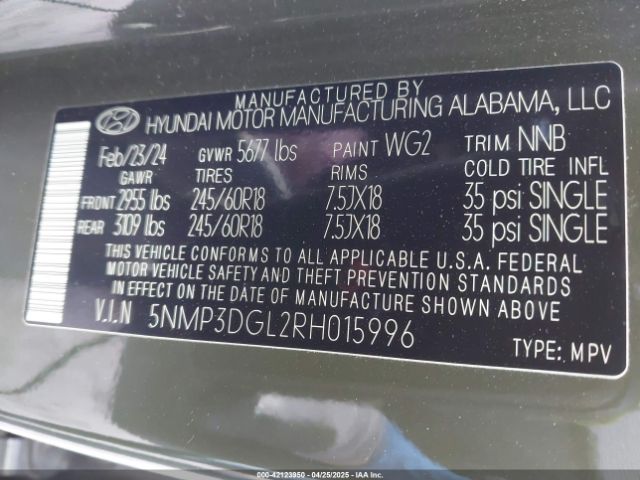 MANUFACTURED BY
HYUNDAI MOTOR MANUFACTURING ALABAMA, LLC
Feb/23/24 GVWR 5677 lbs PAINT WG2 TRIM NNB
GAWR TIRES RIMS COLD TIRE INFL
FRONT 2955 lbs 245/60R18 7.5JX18 35 psi SINGLE
REAR 3109 lbs 245/60R18 7.5JX18 35 psi SINGLE
THIS VEHICLE CONFORMS TO ALL APPLICABLE U.S.A. FEDERAL
MOTOR VEHICLE SAFETY AND THEFT PREVENTION STANDARDS
IN EFFECT ON THE DATE OF MANUFACTURE SHOWN ABOVE.
V.I.N 5NMP3DGL2RH015996
TYPE: MPV
000-42123950 04/25/2025 IAAI.COM